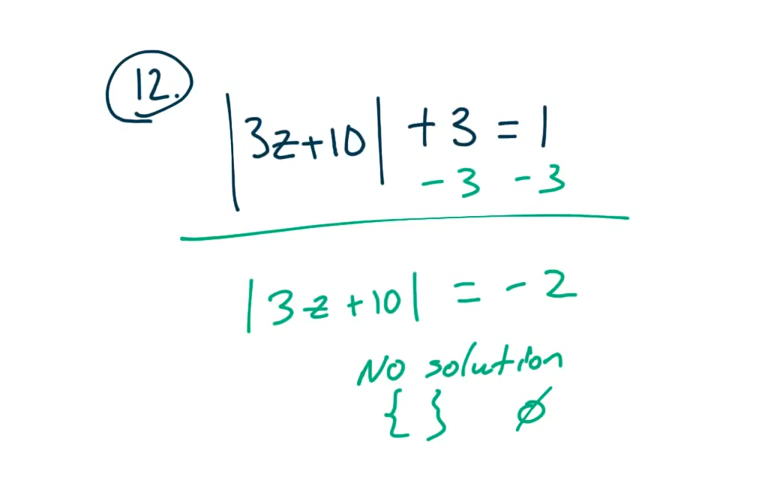 12.
|3z+10| + 3 = 1
- 3 - 3
|3z+10| = - 2
No solution
{ } ∅